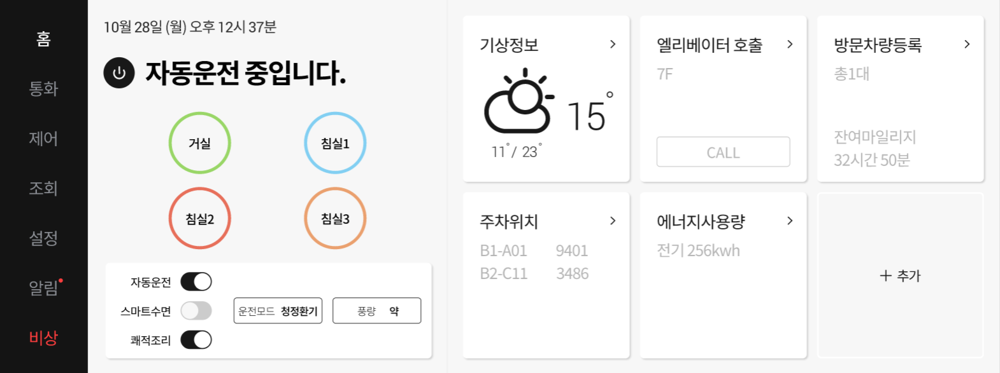 홈
통화
제어
조회
설정
알림
비상
10월 28일 (월) 오후 12시 37분
자동운전 중입니다.
거실
침실1
침실2
침실3
자동운전
스마트수면
운전모드 청정환기
풍량 약
쾌적조리
기상정보
15°
11°/ 23°
엘리베이터 호출
7F
CALL
방문차량등록
총1대
잔여마일리지
32시간 50분
주차위치
B1-A01 9401
B2-C11 3486
에너지사용량
전기 256kwh
+ 추가